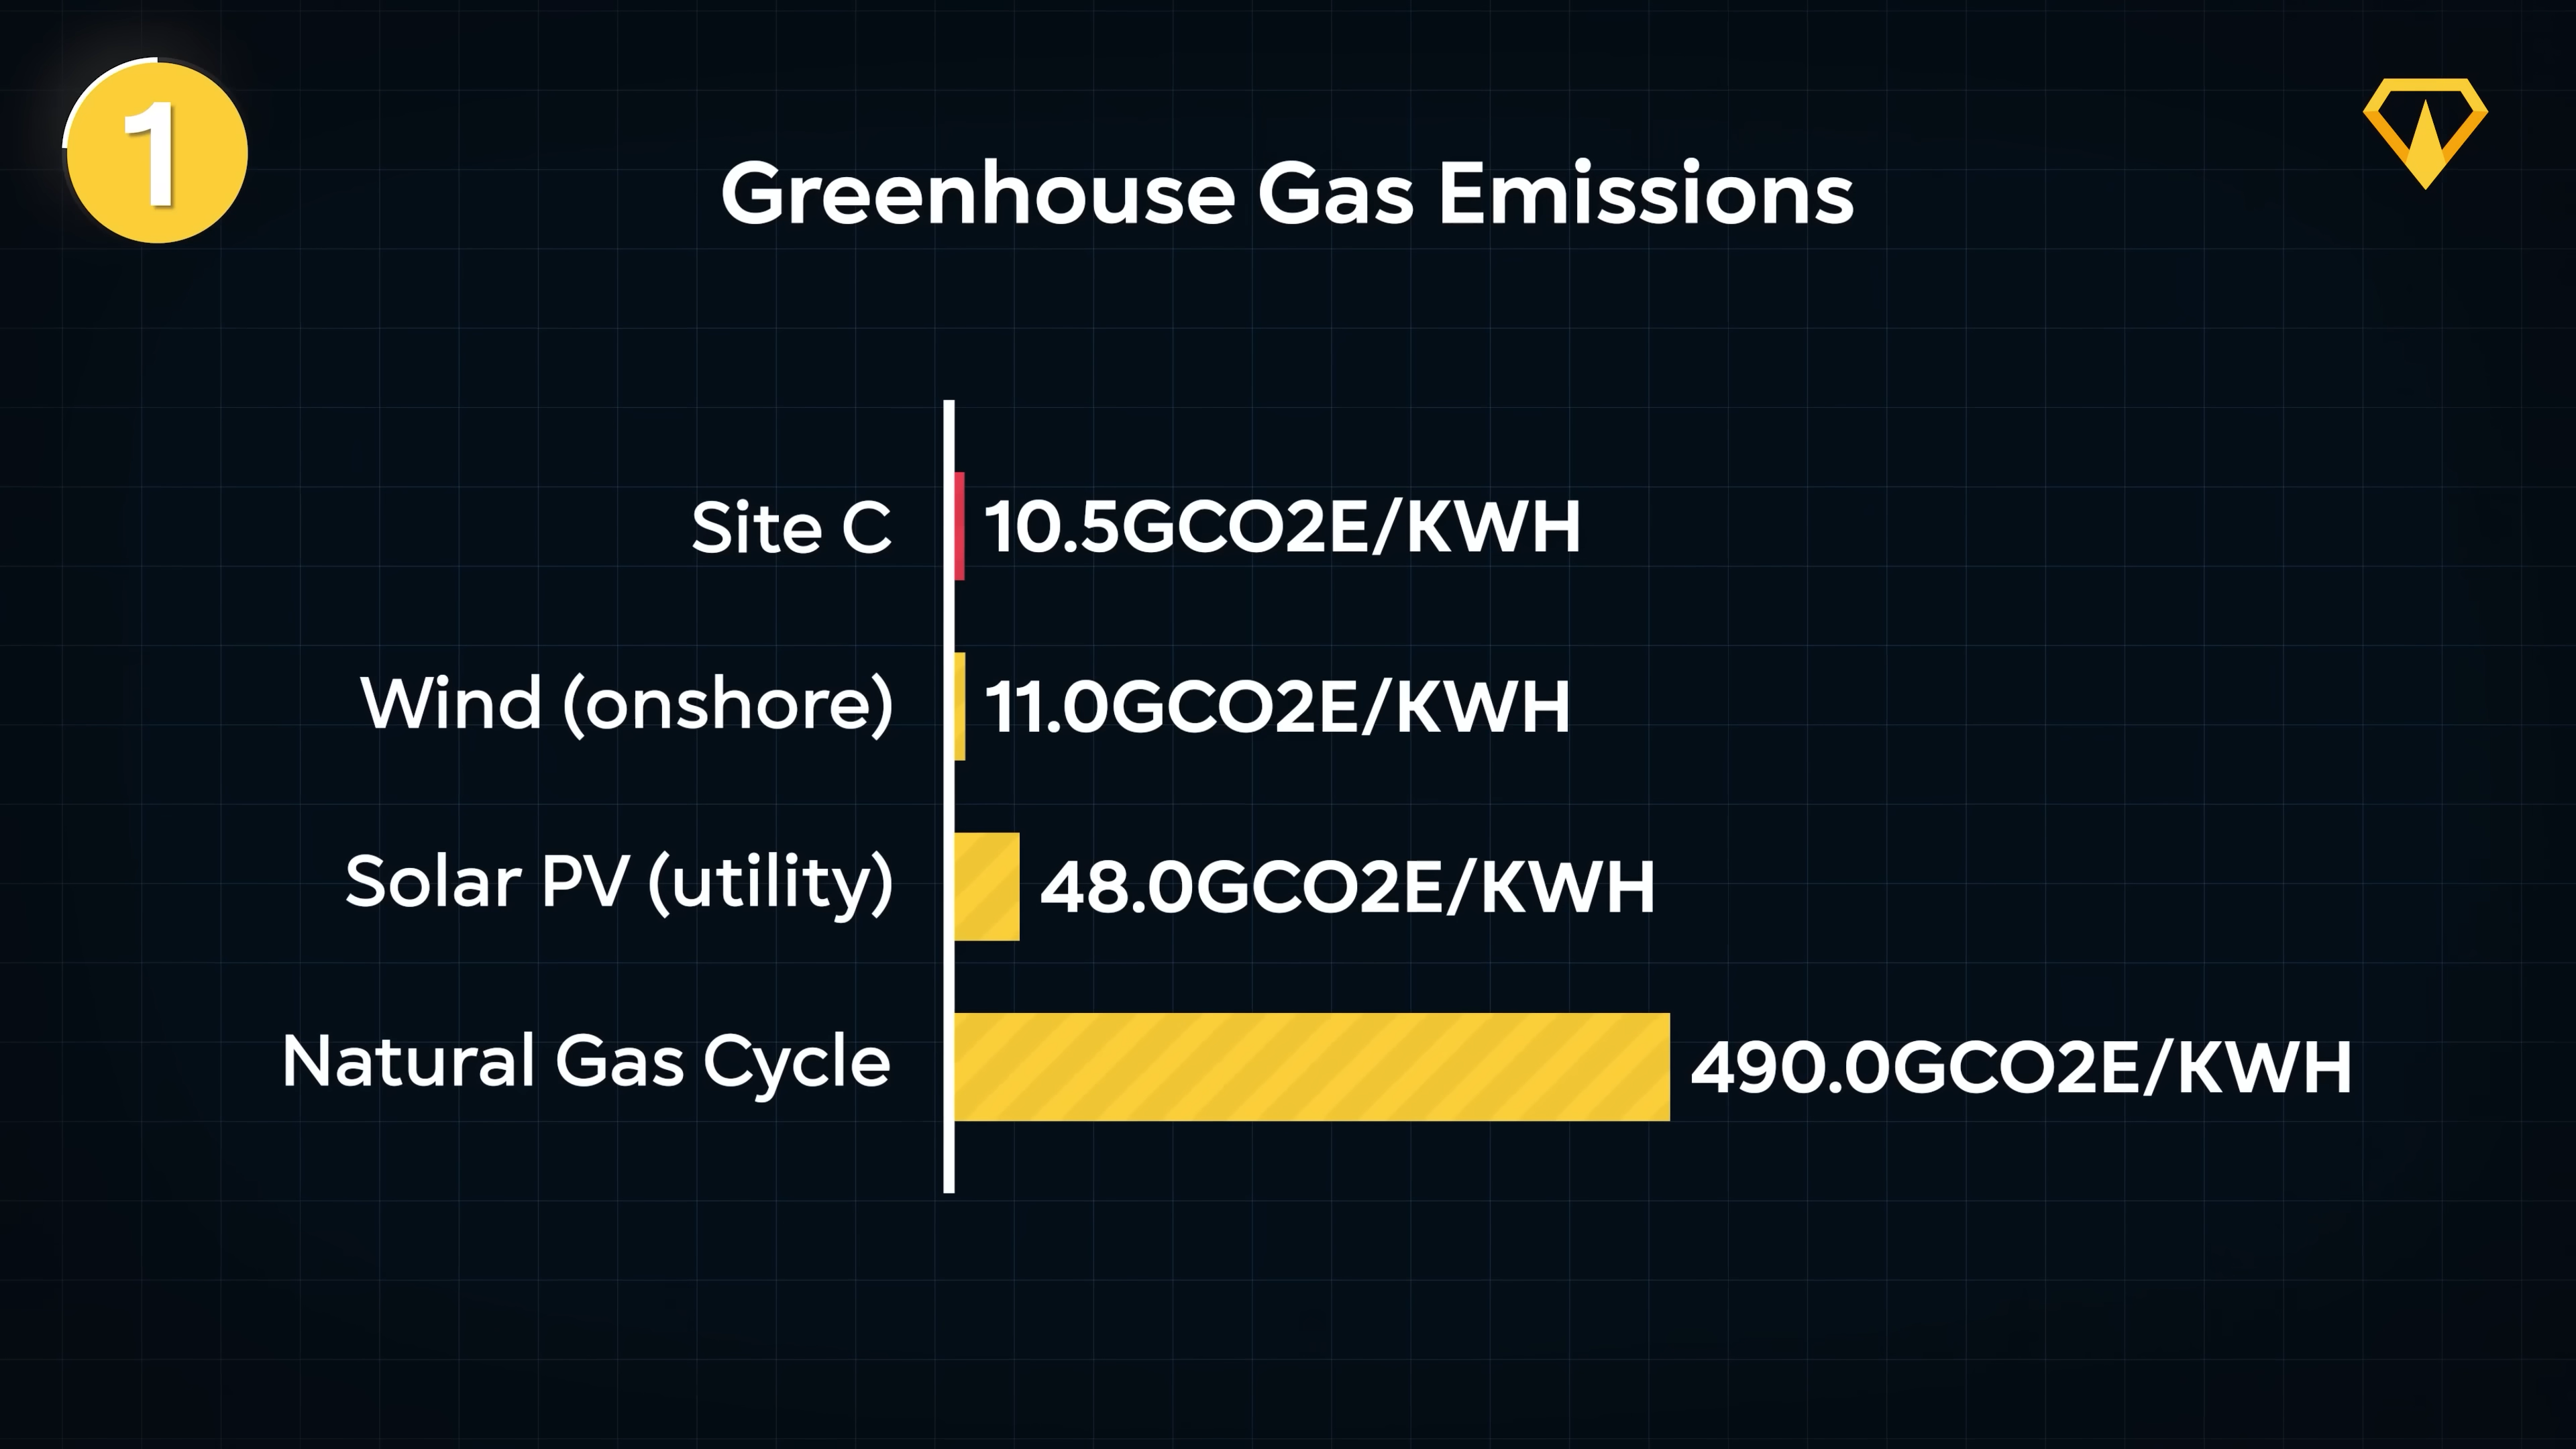 1
Greenhouse Gas Emissions
Site C 10.5GCO2E/KWH
Wind (onshore) 11.0GCO2E/KWH
Solar PV (utility) 48.0GCO2E/KWH
Natural Gas Cycle 490.0GCO2E/KWH